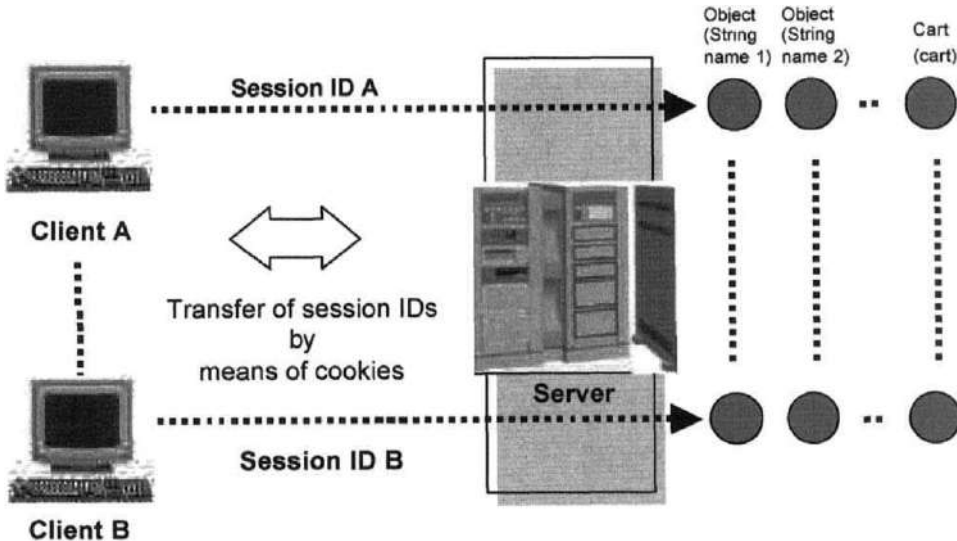 Object
(String
name 1)
Object
(String
name 2)
Cart
(cart)
Session ID A
Client A
Transfer of session IDs
by
means of cookies
Server
Session ID B
Client B